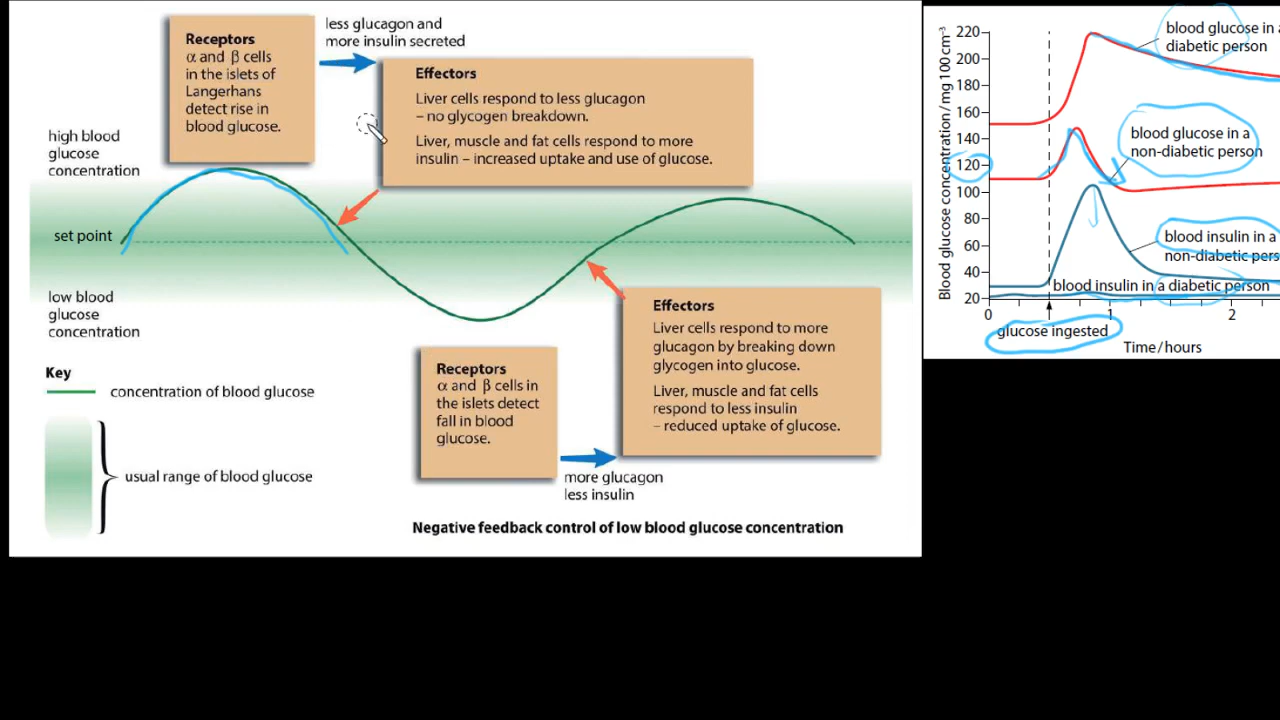 less glucagon and
more insulin secreted
Receptors
α and β cells
in the islets of
Langerhans
detect rise in
blood glucose.
Effectors
Liver cells respond to less glucagon
– no glycogen breakdown.
Liver, muscle and fat cells respond to more
insulin – increased uptake and use of glucose.
high blood
glucose
concentration
set point
low blood
glucose
concentration
Key
concentration of blood glucose
usual range of blood glucose
Receptors
α and β cells in
the islets detect
fall in blood
glucose.
more glucagon
less insulin
Effectors
Liver cells respond to more
glucagon by breaking down
glycogen into glucose.
Liver, muscle and fat cells
respond to less insulin
– reduced uptake of glucose.
Negative feedback control of low blood glucose concentration
Blood glucose concentration / mg 100 cm⁻³
220
200
180
160
140
120
100
80
60
40
20
blood glucose in a
diabetic person
blood glucose in a
non-diabetic person
blood insulin in a
non-diabetic pers
blood insulin in a diabetic person
0
1
2
glucose ingested
Time / hours